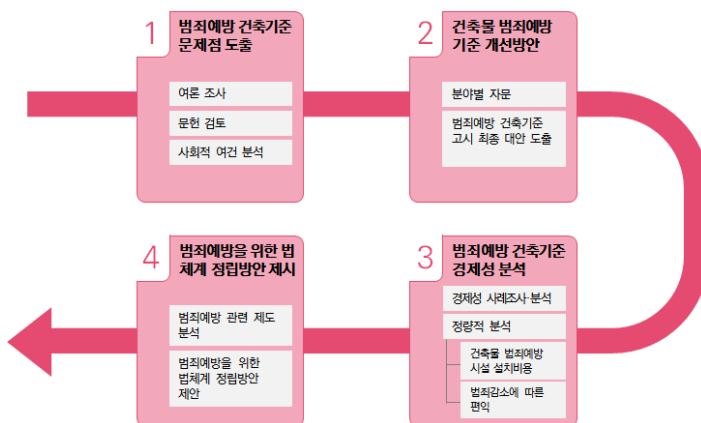 1
범죄예방 건축기준
문제점 도출
여론 조사
문헌 검토
사회적 여건 분석
2
건축물 범죄예방
기준 개선방안
분야별 자문
범죄예방 건축기준
고시 최종 대안 도출
3
범죄예방 건축기준
경제성 분석
경제성 사례조사·분석
정량적 분석
건축물 범죄예방
시설 설치비용
범죄감소에 따른
편익
4
범죄예방을 위한 법
체계 정립방안 제시
범죄예방 관련 제도
분석
범죄예방을 위한
법체계 정립방안
제안